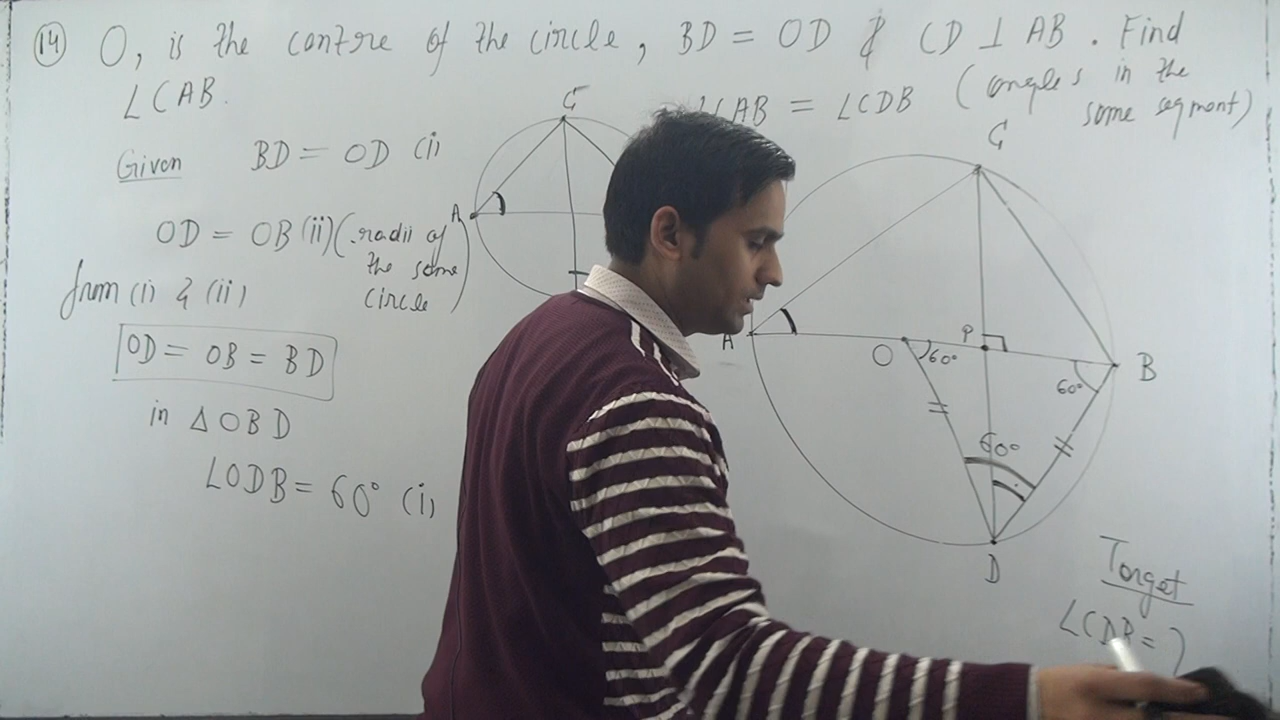 14 O, is the centre of the circle, BD = OD & CD ⊥ AB. Find
∠CAB.
∠CAB = ∠CDB (angles in the
same segment)
Given BD = OD (i)
OD = OB (ii) (radii of
the same
circle)
from (i) & (ii)
OD = OB = BD
in △OBD
∠ODB = 60° (i)
C
A
C
A
O
60°
P
60°
B
60°
D
Target
∠CDB = ?